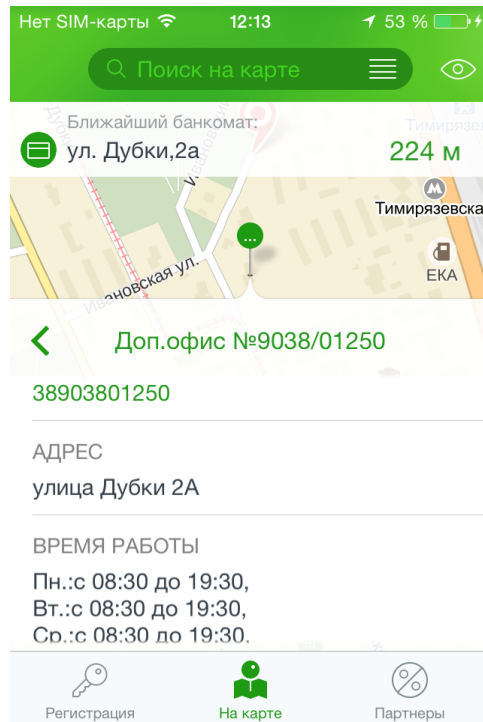 Нет SIM-карты 12:13 53 %
Поиск на карте
Ближайший банкомат:
ул. Дубки,2а 224 м
Тимирязевска
Ивановская ул.
ЕКА
Доп.офис №9038/01250
38903801250
АДРЕС
улица Дубки 2А
ВРЕМЯ РАБОТЫ
Пн.:с 08:30 до 19:30,
Вт.:с 08:30 до 19:30,
Ср.:с 08:30 до 19:30,
Регистрация На карте Партнеры